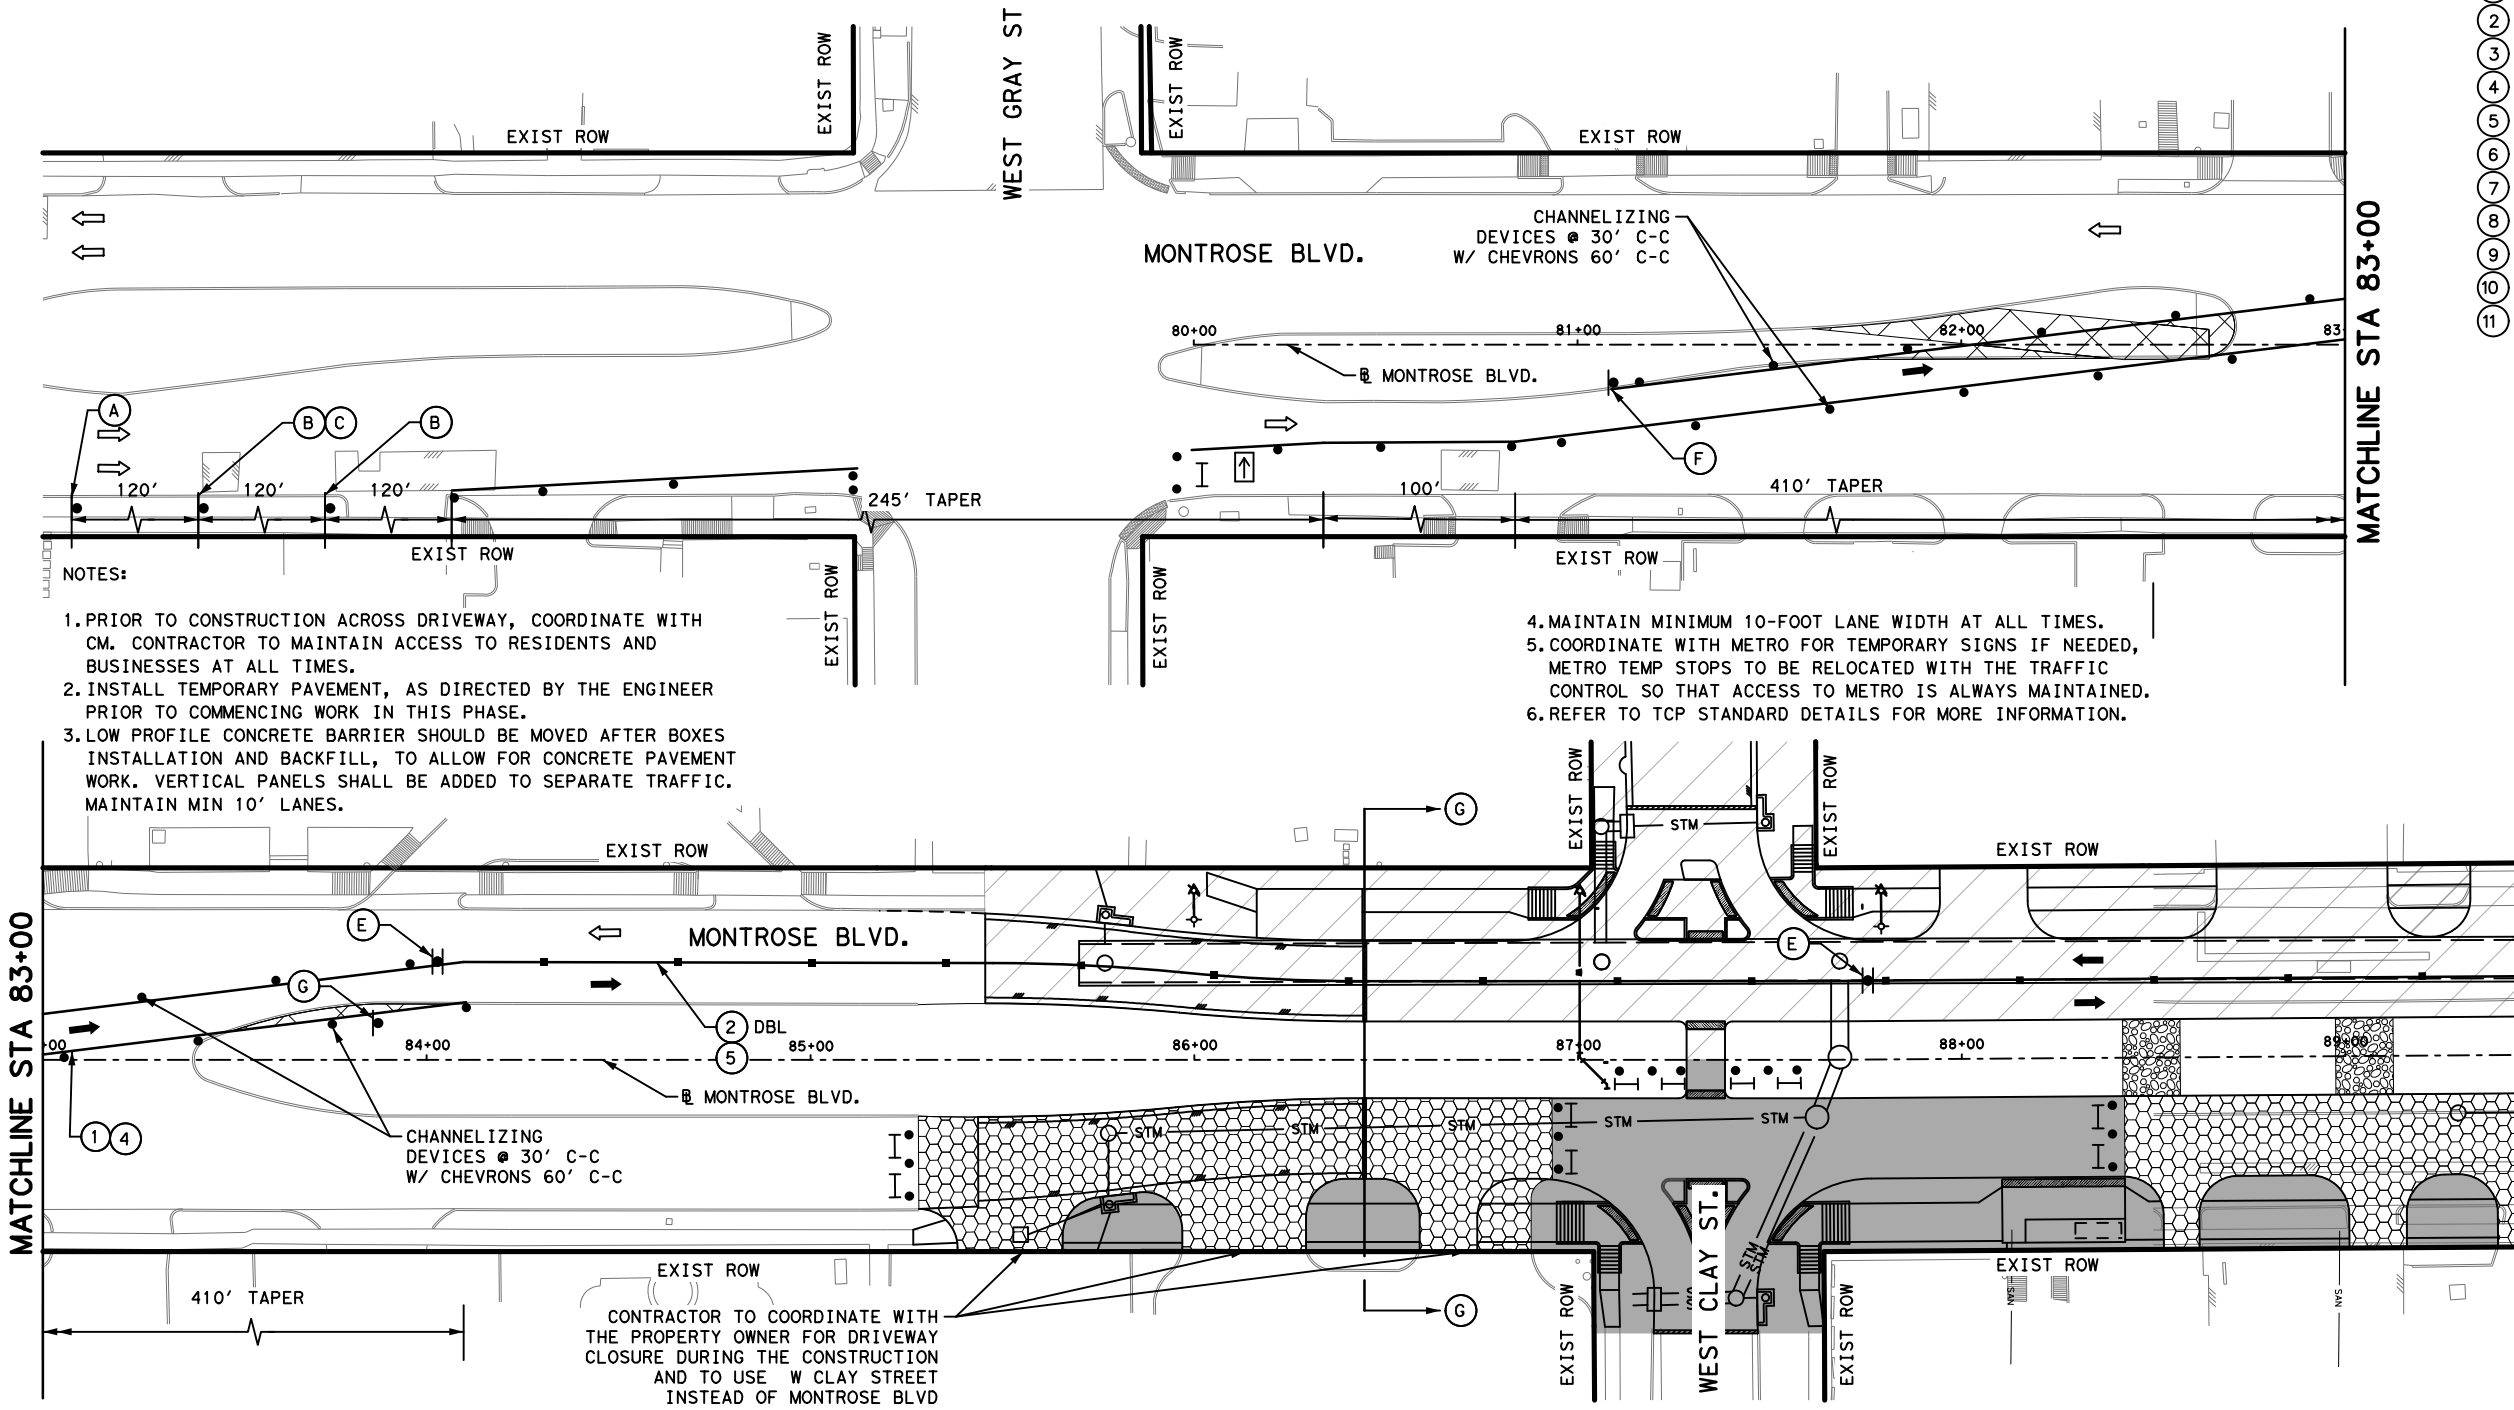 WEST GRAY ST
EXIST ROW
EXIST ROW
EXIST ROW
EXIST ROW
2
3
4
5
6
7
8
9
10
11
MONTROSE BLVD.
CHANNELIZING
DEVICES @ 30' C-C
W/ CHEVRONS 60' C-C
80+00
81+00
82+00
83+
℄ MONTROSE BLVD.
MATCHLINE STA 83+00
A
B C
B
F
120'
120'
120'
245' TAPER
100'
410' TAPER
EXIST ROW
EXIST ROW
EXIST ROW
EXIST ROW
NOTES:
1. PRIOR TO CONSTRUCTION ACROSS DRIVEWAY, COORDINATE WITH
CM. CONTRACTOR TO MAINTAIN ACCESS TO RESIDENTS AND
BUSINESSES AT ALL TIMES.
2. INSTALL TEMPORARY PAVEMENT, AS DIRECTED BY THE ENGINEER
PRIOR TO COMMENCING WORK IN THIS PHASE.
3. LOW PROFILE CONCRETE BARRIER SHOULD BE MOVED AFTER BOXES
INSTALLATION AND BACKFILL, TO ALLOW FOR CONCRETE PAVEMENT
WORK. VERTICAL PANELS SHALL BE ADDED TO SEPARATE TRAFFIC.
MAINTAIN MIN 10' LANES.
4. MAINTAIN MINIMUM 10-FOOT LANE WIDTH AT ALL TIMES.
5. COORDINATE WITH METRO FOR TEMPORARY SIGNS IF NEEDED,
METRO TEMP STOPS TO BE RELOCATED WITH THE TRAFFIC
CONTROL SO THAT ACCESS TO METRO IS ALWAYS MAINTAINED.
6. REFER TO TCP STANDARD DETAILS FOR MORE INFORMATION.
MATCHLINE STA 83+00
EXIST ROW
EXIST ROW
EXIST ROW
EXIST ROW
G
STM
E
MONTROSE BLVD.
E
G
2 DBL
5
00
84+00
85+00
86+00
87+00
88+00
89+00
℄ MONTROSE BLVD.
1 4
CHANNELIZING
DEVICES @ 30' C-C
W/ CHEVRONS 60' C-C
STM
STM
STM
STM
STM
STM
STM
WEST CLAY ST.
EXIST ROW
EXIST ROW
EXIST ROW
EXIST ROW
410' TAPER
G
SAN
SAN
CONTRACTOR TO COORDINATE WITH
THE PROPERTY OWNER FOR DRIVEWAY
CLOSURE DURING THE CONSTRUCTION
AND TO USE W CLAY STREET
INSTEAD OF MONTROSE BLVD